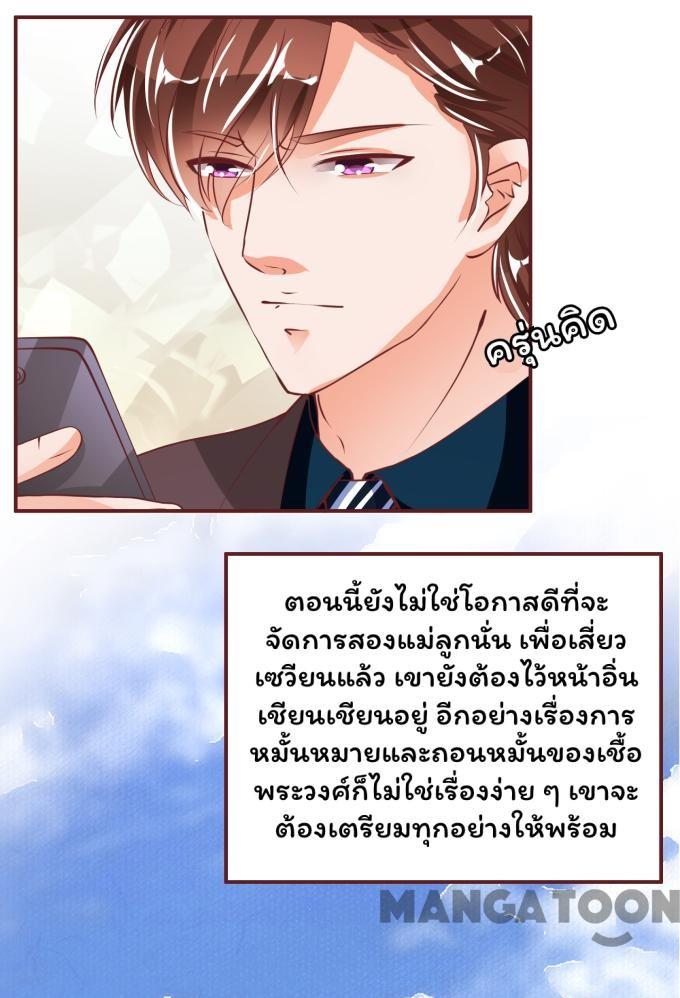 ครุ่นคิด
ตอนนี้ยังไม่ใช่โอกาสดีที่จะ
จัดการสองแม่ลูกนั่น เพื่อเสี่ยว
เซวียนแล้ว เขายังต้องไว้หน้าอิ่น
เชียนเชียนอยู่ อีกอย่างเรื่องการ
หมั้นหมายและถอนหมั้นของเชื้อ
พระวงศ์ก็ไม่ใช่เรื่องง่าย ๆ เขาจะ
ต้องเตรียมทุกอย่างให้พร้อม
MANGATOON